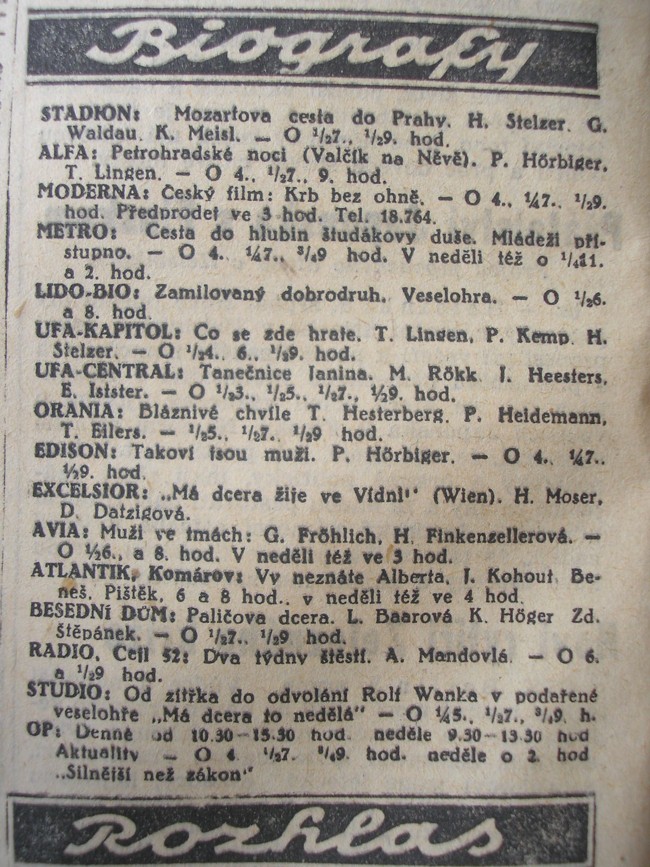 Biografy
STADION: Mozartova cesta do Prahy. H. Stelzer. G.
Waldau. K. Meisl. — O ½7., ½9. hod.
ALFA: Petrohradské noci (Valčík na Něvě). P. Hörbiger.
T. Lingen. — O 4., ½7., 9. hod.
MODERNA: Český film: Krb bez ohně. — O 4., ¼7., ½9.
hod. Předprodej ve 3 hod. Tel. 18.764.
METRO: Cesta do hlubin študákovy duše. Mládeži pří-
stupno. — O 4. ¼7., ¾9 hod. V neděli též o ¼11.
a 2. hod.
LIDO-BIO: Zamilovaný dobrodruh. Veselohra. — O ½6.
a 8. hod.
UFA-KAPITOL: Co se zde hraje. T. Lingen, P. Kemp. H.
Stelzer. — O ½4., 6., ½9. hod.
UFA-CENTRAL: Tanečnice Janina. M. Rökk. J. Heesters,
E. Istster. — O ½3., ½5., ½7., ½9. hod.
ORANIA: Bláznivé chvíle T. Hesterberg. P. Heidemann,
T. Eilers. — ½5., ½7., ½9 hod.
EDISON: Takoví jsou muži. P. Hörbiger. — O 4., ¼7.,
½9. hod.
EXCELSIOR: „Má dcera žije ve Vídni" (Wien). H. Moser,
D. Datzigová.
AVIA: Muži ve tmách: G. Fröhlich, H. Finkenzellerová. —
O ½6., a 8. hod. V neděli též ve 3 hod.
ATLANTIK, Komárov: Vy neznáte Alberta, J. Kohout. Be-
neš. Pištěk, 6 a 8 hod., v neděli též ve 4 hod.
BESEDNÍ DŮM: Paličova dcera. L. Baarová K. Höger Zd.
Štěpánek. — O ½7., ½9 hod.
RADIO, Cejl 52: Dva týdny štěstí. A. Mandovlá. — O 6.
a ½9 hod.
STUDIO: Od zítřka do odvolání Rolf Wanka v podařené
veselohře „Má dcera to nedělá" — O ¼5., ½7., ¾9. h.
OP: Denně od 10.30—15.30 hod. neděle 9.30—13.30 hod
Aktuality — O 4. ½7. ¾9. hod. neděle o 2. hod
„Silnější než zákon"
Rozhlas